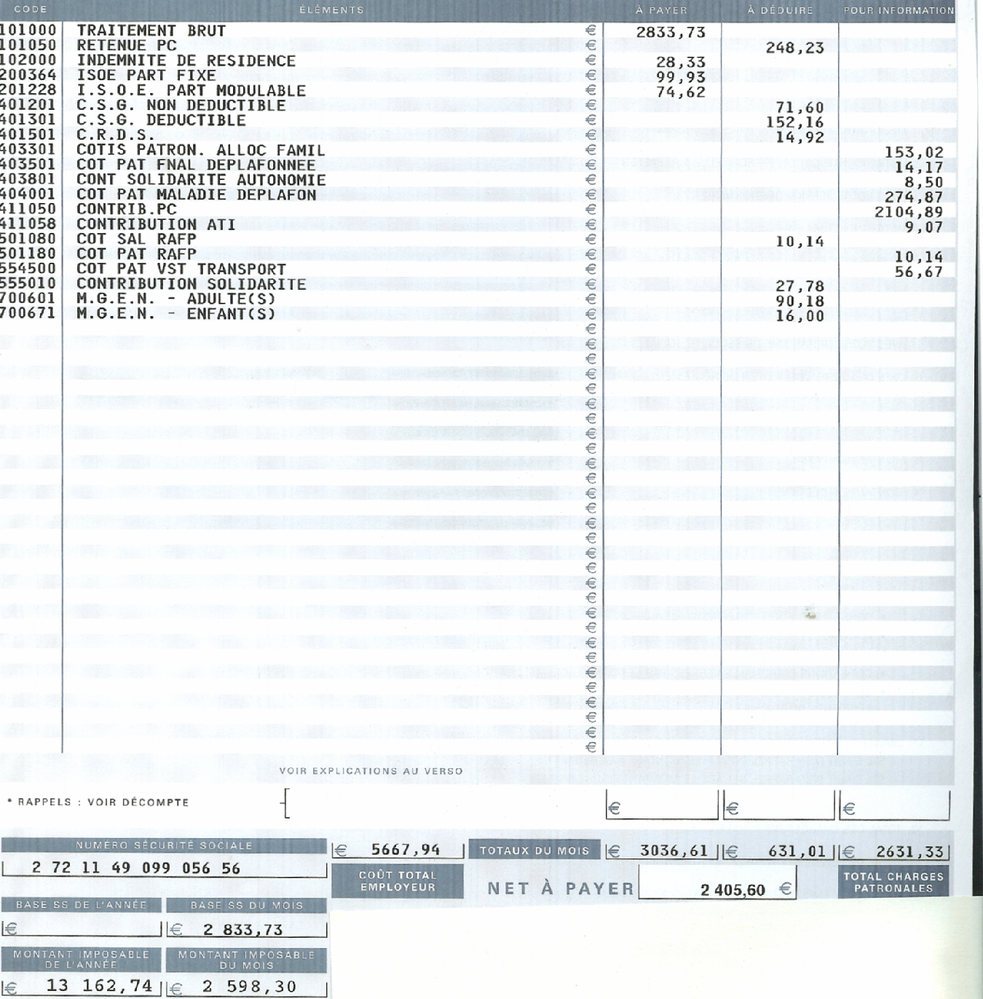 CODE ÉLÉMENTS À PAYER À DÉDUIRE POUR INFORMATION
101000 TRAITEMENT BRUT € 2833,73
101050 RETENUE PC € 248,23
102000 INDEMNITE DE RESIDENCE € 28,33
200364 ISOE PART FIXE € 99,93
201228 I.S.O.E. PART MODULABLE € 74,62
401201 C.S.G. NON DEDUCTIBLE € 71,60
401301 C.S.G. DEDUCTIBLE € 152,16
401501 C.R.D.S. € 14,92
403301 COTIS PATRON. ALLOC FAMIL € 153,02
403501 COT PAT FNAL DEPLAFONNEE € 14,17
403801 CONT SOLIDARITE AUTONOMIE € 8,50
404001 COT PAT MALADIE DEPLAFON € 274,87
411050 CONTRIB.PC € 2104,89
411058 CONTRIBUTION ATI € 9,07
501080 COT SAL RAFP € 10,14
501180 COT PAT RAFP € 10,14
554500 COT PAT VST TRANSPORT € 56,67
555010 CONTRIBUTION SOLIDARITE € 27,78
700601 M.G.E.N. - ADULTE(S) € 90,18
700671 M.G.E.N. - ENFANT(S) € 16,00
VOIR EXPLICATIONS AU VERSO
* RAPPELS : VOIR DÉCOMPTE € € €
NUMÉRO SÉCURITÉ SOCIALE € 5667,94 TOTAUX DU MOIS € 3036,61 € 631,01 € 2631,33
2 72 11 49 099 056 56 COÛT TOTAL EMPLOYEUR NET À PAYER 2 405,60 € TOTAL CHARGES PATRONALES
BASE SS DE L'ANNÉE BASE SS DU MOIS
€ € 2 833,73
MONTANT IMPOSABLE DE L'ANNÉE MONTANT IMPOSABLE DU MOIS
€ 13 162,74 € 2 598,30